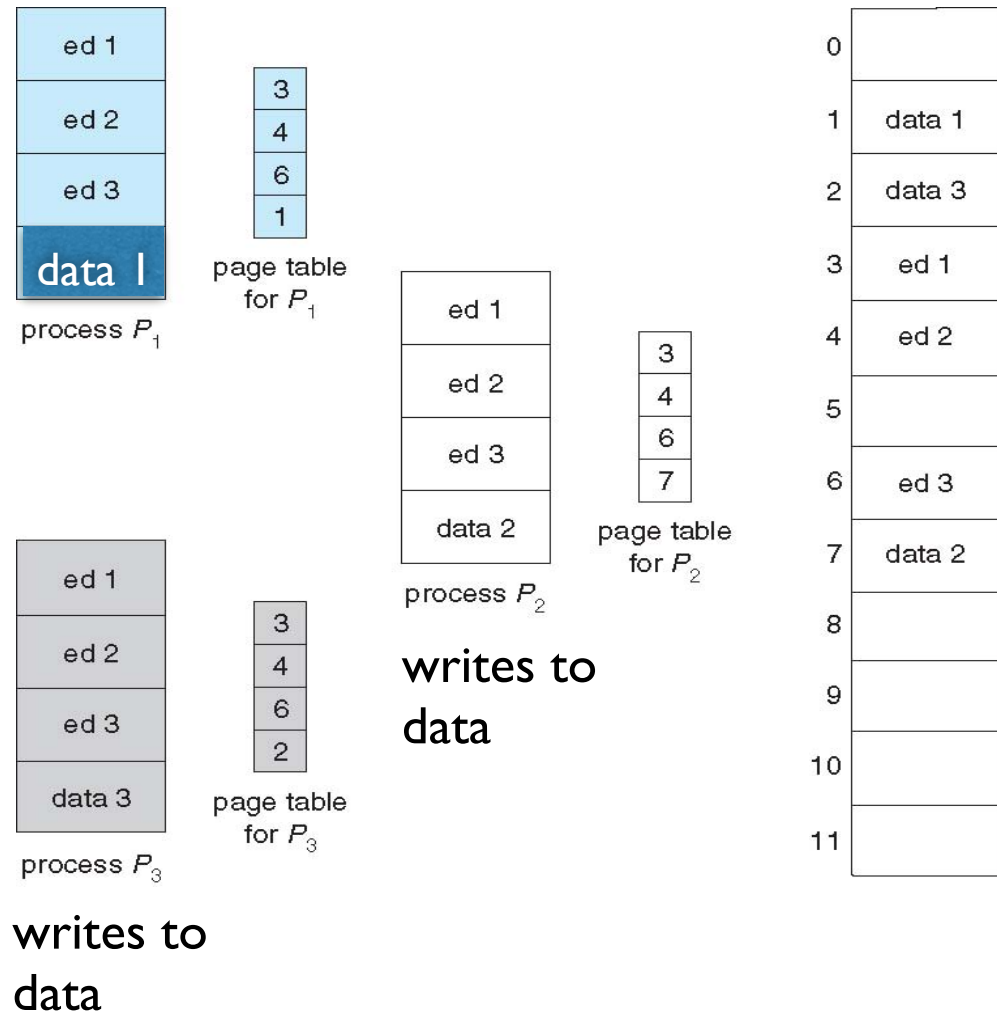 ed 1
ed 2
ed 3
data 1
process P1
3
4
6
1
page table
for P1
ed 1
ed 2
ed 3
data 2
process P2
writes to
data
3
4
6
7
page table
for P2
ed 1
ed 2
ed 3
data 3
process P3
writes to
data
3
4
6
2
page table
for P3
0
1 data 1
2 data 3
3 ed 1
4 ed 2
5
6 ed 3
7 data 2
8
9
10
11